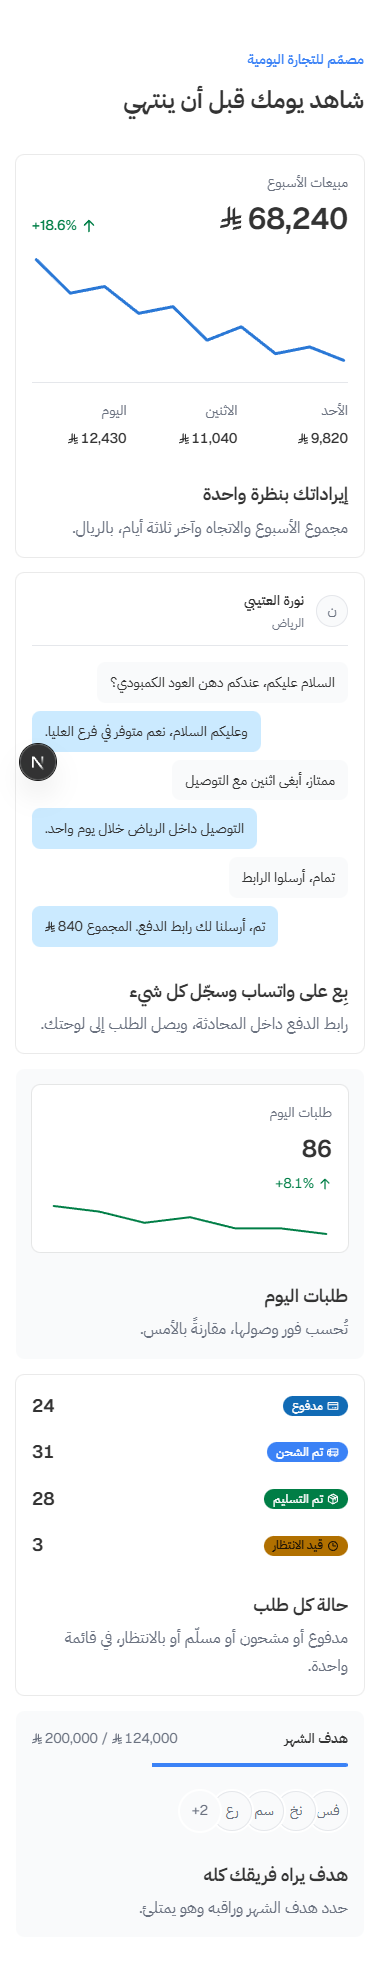 مصمّم للتجارة اليومية
شاهد يومك قبل أن ينتهي
مبيعات الأسبوع
68,240 ⃁
+18.6%
الأحد
الاثنين
اليوم
9,820 ⃁
11,040 ⃁
12,430 ⃁
إيراداتك بنظرة واحدة
مجموع الأسبوع والاتجاه وآخر ثلاثة أيام، بالريال.
ن
نورة العتيبي
الرياض
السلام عليكم، عندكم دهن العود الكمبودي؟
وعليكم السلام، نعم متوفر في فرع العليا.
N
ممتاز، أبغى اثنين مع التوصيل
التوصيل داخل الرياض خلال يوم واحد.
تمام، أرسلوا الرابط
تم، أرسلنا لك رابط الدفع. المجموع 840 ⃁
بِع على واتساب وسجّل كل شيء
رابط الدفع داخل المحادثة، ويصل الطلب إلى لوحتك.
طلبات اليوم
86
+8.1%
طلبات اليوم
تُحسب فور وصولها، مقارنةً بالأمس.
مدفوع 24
تم الشحن 31
تم التسليم 28
قيد الانتظار 3
حالة كل طلب
مدفوع أو مشحون أو مسلّم أو بالانتظار، في قائمة
واحدة.
هدف الشهر
124,000 ⃁ / 200,000 ⃁
فس
نخ
سم
رع
+2
هدف يراه فريقك كله
حدد هدف الشهر وراقبه وهو يمتلئ.